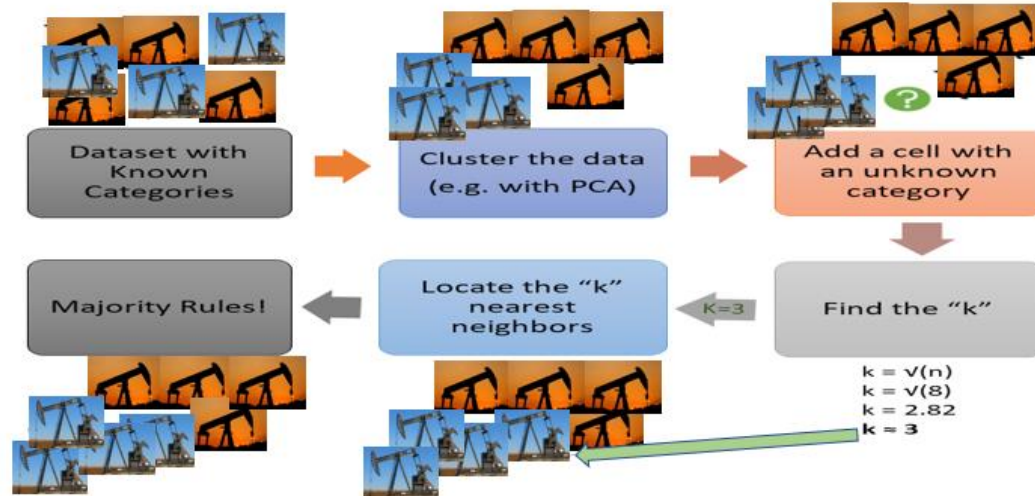 Dataset with
Known
Categories
Cluster the data
(e.g. with PCA)
?
Add a cell with
an unknown
category
Find the “k”
k = √(n)
k = √(8)
k = 2.82
k ≈ 3
K=3
Locate the “k”
nearest
neighbors
Majority Rules!